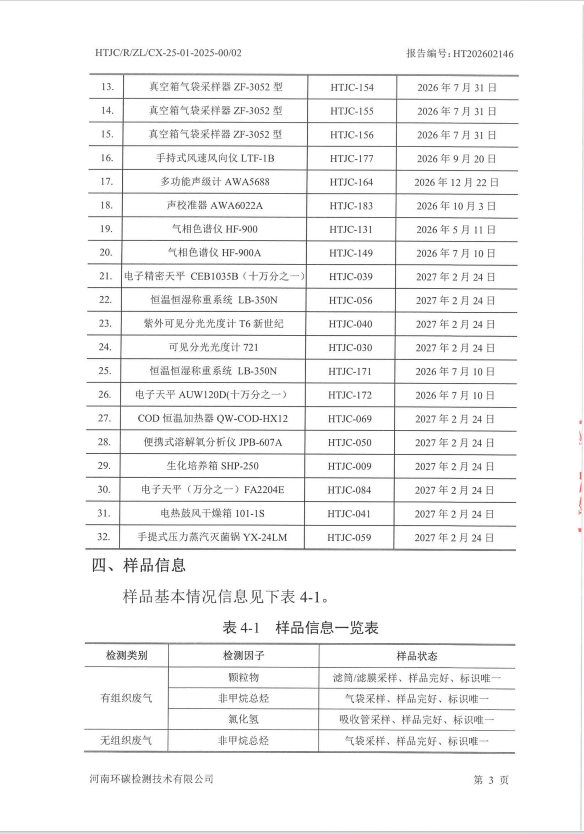 HTJC/R/ZL/CX-25-01-2025-00/02 报告编号: HT202602146
13. 真空箱气袋采样器 ZF-3052 型 HTJC-154 2026 年 7 月 31 日
14. 真空箱气袋采样器 ZF-3052 型 HTJC-155 2026 年 7 月 31 日
15. 真空箱气袋采样器 ZF-3052 型 HTJC-156 2026 年 7 月 31 日
16. 手持式风速风向仪 LTF-1B HTJC-177 2026 年 9 月 20 日
17. 多功能声级计 AWA5688 HTJC-164 2026 年 12 月 22 日
18. 声校准器 AWA6022A HTJC-183 2026 年 10 月 3 日
19. 气相色谱仪 HF-900 HTJC-131 2026 年 5 月 11 日
20. 气相色谱仪 HF-900A HTJC-149 2026 年 7 月 10 日
21. 电子精密天平 CEB1035B（十万分之一） HTJC-039 2027 年 2 月 24 日
22. 恒温恒湿称重系统 LB-350N HTJC-056 2027 年 2 月 24 日
23. 紫外可见分光光度计 T6 新世纪 HTJC-040 2027 年 2 月 24 日
24. 可见分光光度计 721 HTJC-030 2027 年 2 月 24 日
25. 恒温恒湿称重系统 LB-350N HTJC-171 2026 年 7 月 10 日
26. 电子天平 AUW120D(十万分之一） HTJC-172 2026 年 7 月 10 日
27. COD 恒温加热器 QW-COD-HX12 HTJC-069 2027 年 2 月 24 日
28. 便携式溶解氧分析仪 JPB-607A HTJC-050 2027 年 2 月 24 日
29. 生化培养箱 SHP-250 HTJC-009 2027 年 2 月 24 日
30. 电子天平（万分之一）FA2204E HTJC-084 2027 年 2 月 24 日
31. 电热鼓风干燥箱 101-1S HTJC-041 2027 年 2 月 24 日
32. 手提式压力蒸汽灭菌锅 YX-24LM HTJC-059 2027 年 2 月 24 日
四、样品信息
样品基本情况信息见下表 4-1。
表 4-1 样品信息一览表
检测类别 检测因子 样品状态
有组织废气 颗粒物 滤筒/滤膜采样、样品完好、标识唯一
非甲烷总烃 气袋采样、样品完好、标识唯一
氯化氢 吸收管采样、样品完好、标识唯一
无组织废气 非甲烷总烃 气袋采样、样品完好、标识唯一
河南环碳检测技术有限公司 第 3 页